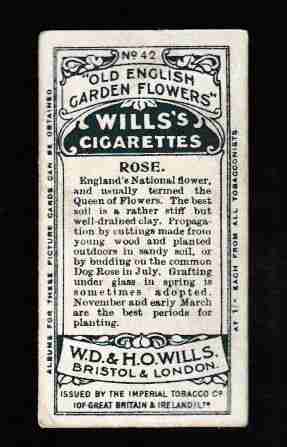 No 42
"OLD ENGLISH
GARDEN FLOWERS"
WILLS'S
CIGARETTES
ROSE.
England's National flower,
and usually termed the
Queen of Flowers. The best
soil is a rather stiff but
well-drained clay. Propaga-
tion by cuttings made from
young wood and planted
outdoors in sandy soil, or
by budding on the common
Dog Rose in July. Grafting
under glass in spring is
sometimes adopted.
November and early March
are the best periods for
planting.
W.D. & H.O. WILLS.
BRISTOL & LONDON.
ISSUED BY THE IMPERIAL TOBACCO CO
(OF GREAT BRITAIN & IRELAND) LTD
ALBUMS FOR THESE PICTURE CARDS CAN BE OBTAINED
AT 1/- EACH FROM ALL TOBACCONISTS